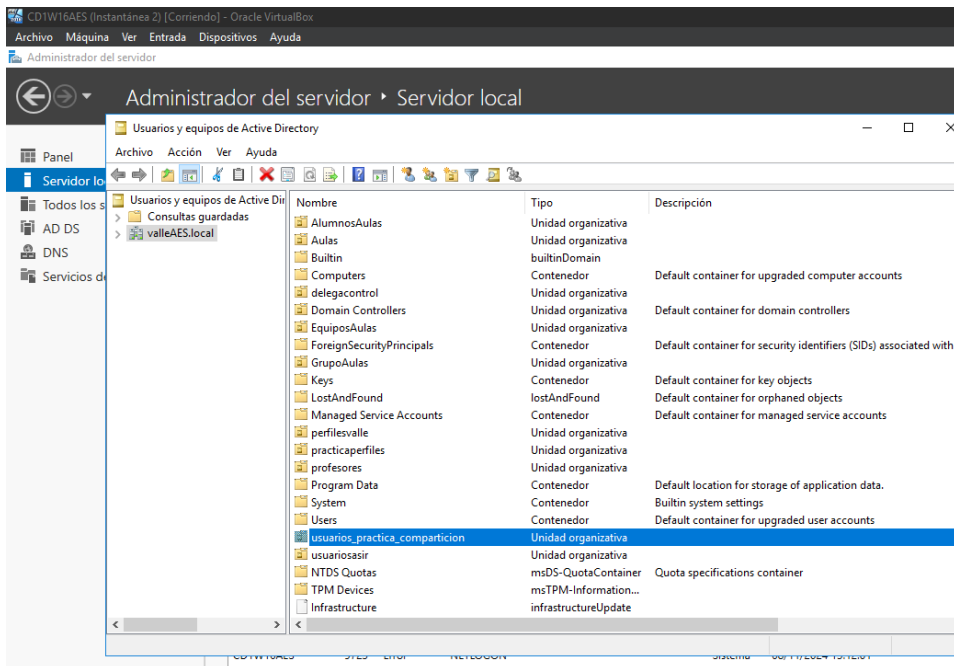 CD1W16AES (Instantánea 2) [Corriendo] - Oracle VirtualBox
Archivo Máquina Ver Entrada Dispositivos Ayuda
Administrador del servidor
Administrador del servidor ‣ Servidor local
Usuarios y equipos de Active Directory
Archivo Acción Ver Ayuda
Panel
Servidor lo
Todos los s
AD DS
DNS
Servicios de
Usuarios y equipos de Active Dir
Consultas guardadas
valleAES.local
Nombre Tipo Descripción
AlumnosAulas Unidad organizativa
Aulas Unidad organizativa
Builtin builtinDomain
Computers Contenedor Default container for upgraded computer accounts
delegacontrol Unidad organizativa
Domain Controllers Unidad organizativa Default container for domain controllers
EquiposAulas Unidad organizativa
ForeignSecurityPrincipals Contenedor Default container for security identifiers (SIDs) associated with
GrupoAulas Unidad organizativa
Keys Contenedor Default container for key objects
LostAndFound lostAndFound Default container for orphaned objects
Managed Service Accounts Contenedor Default container for managed service accounts
perfilesvalle Unidad organizativa
practicaperfiles Unidad organizativa
profesores Unidad organizativa
Program Data Contenedor Default location for storage of application data.
System Contenedor Builtin system settings
Users Contenedor Default container for upgraded user accounts
usuarios_practica_comparticion Unidad organizativa
usuariosasir Unidad organizativa
NTDS Quotas msDS-QuotaContainer Quota specifications container
TPM Devices msTPM-Information...
Infrastructure infrastructureUpdate